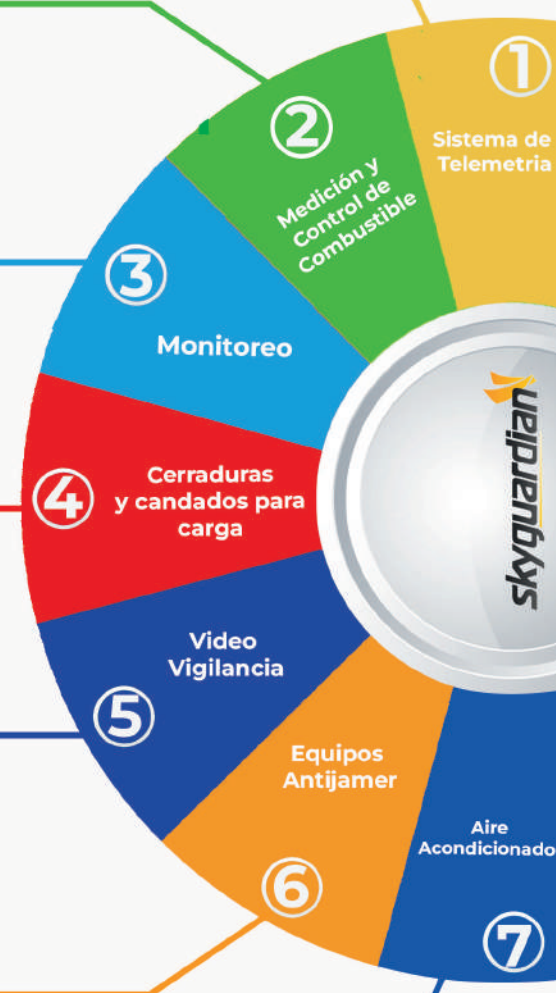 1
Sistema de
Telemetria
2
Medición y
Control de
Combustible
3
Monitoreo
4
Cerraduras
y candados para
carga
5
Video
Vigilancia
6
Equipos
Antijamer
7
Aire
Acondicionado
skyguardian